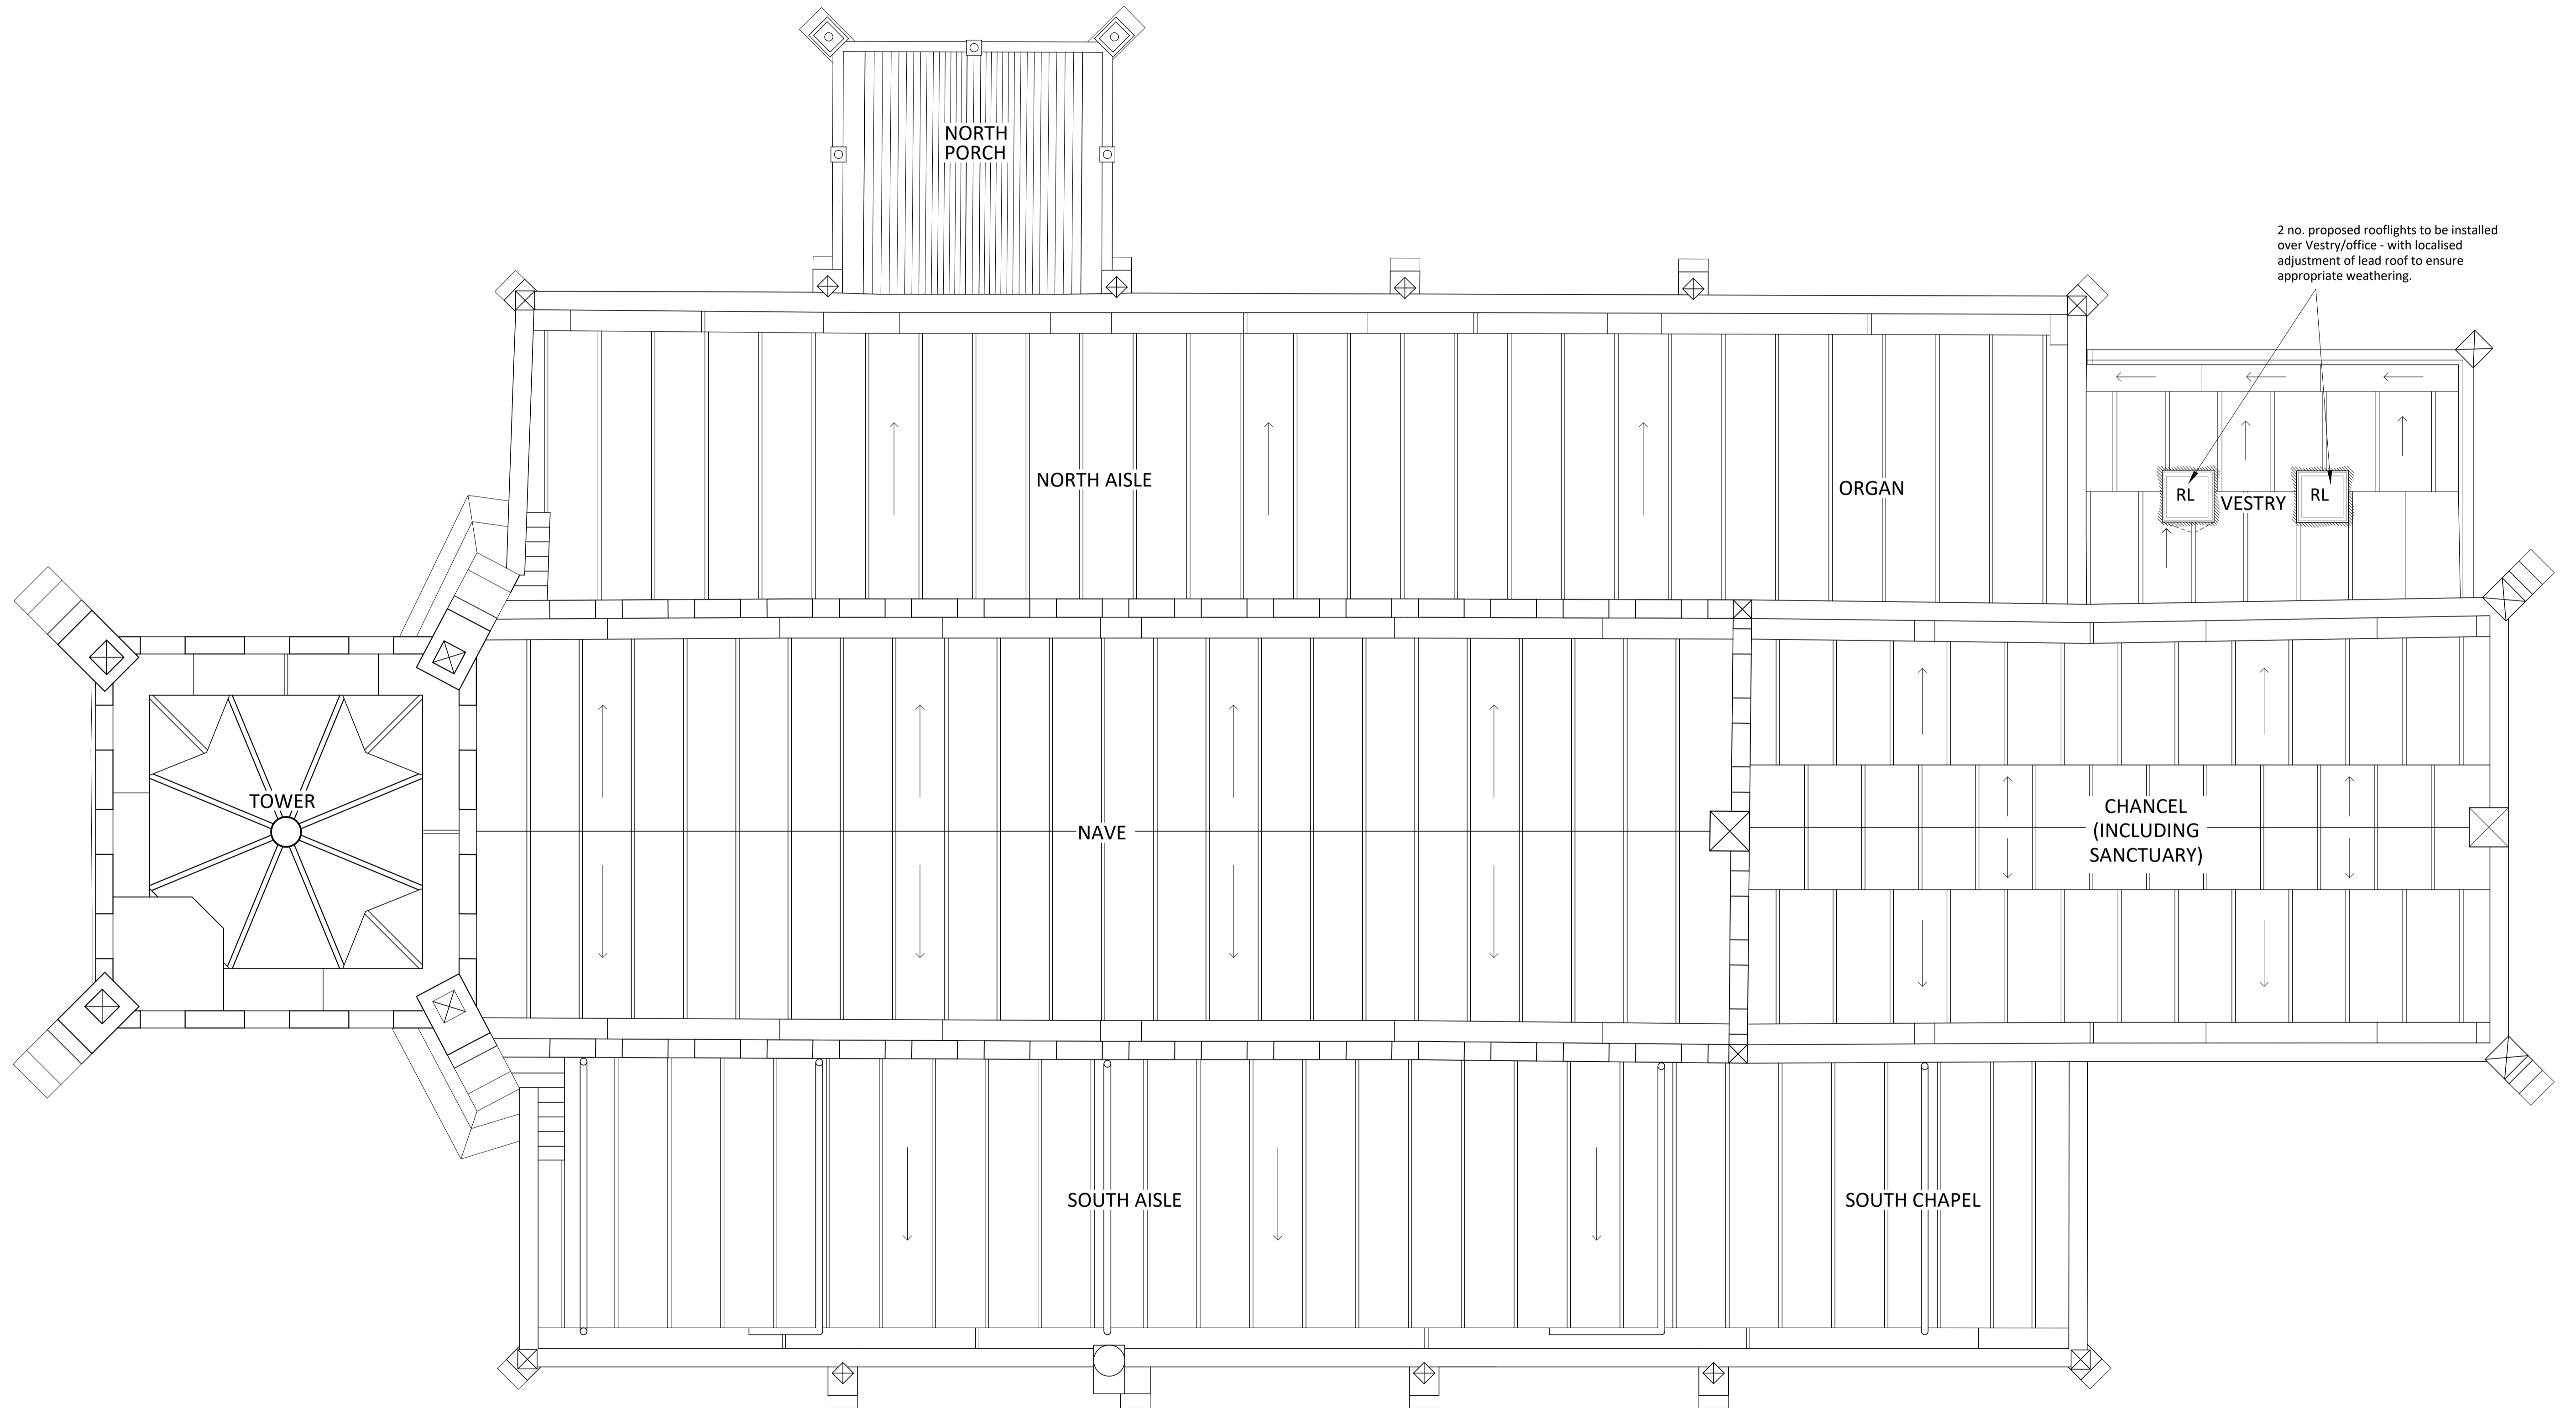 NORTH
PORCH
2 no. proposed rooflights to be installed
over Vestry/office - with localised
adjustment of lead roof to ensure
appropriate weathering.
NORTH AISLE
ORGAN
RL
VESTRY
RL
TOWER
NAVE
CHANCEL
(INCLUDING
SANCTUARY)
SOUTH AISLE
SOUTH CHAPEL